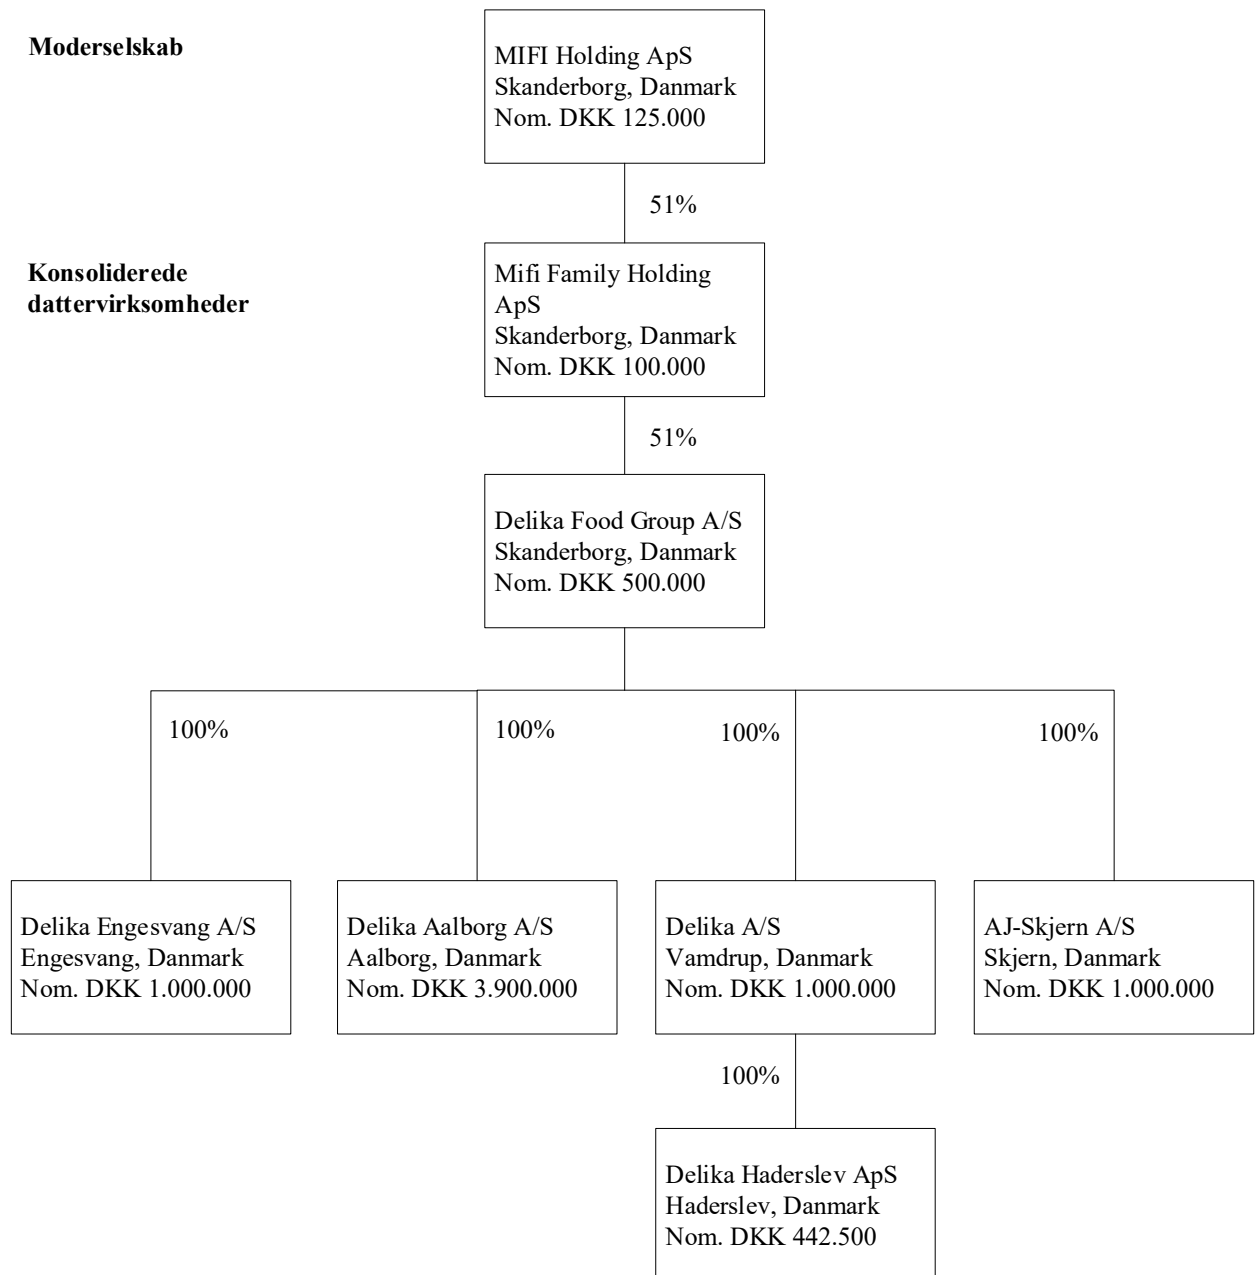 Moderselskab
MIFI Holding ApS
Skanderborg, Danmark
Nom. DKK 125.000
51%
Konsoliderede
dattervirksomheder
Mifi Family Holding
ApS
Skanderborg, Danmark
Nom. DKK 100.000
51%
Delika Food Group A/S
Skanderborg, Danmark
Nom. DKK 500.000
100%
100%
100%
100%
Delika Engesvang A/S
Engesvang, Danmark
Nom. DKK 1.000.000
Delika Aalborg A/S
Aalborg, Danmark
Nom. DKK 3.900.000
Delika A/S
Vamdrup, Danmark
Nom. DKK 1.000.000
AJ-Skjern A/S
Skjern, Danmark
Nom. DKK 1.000.000
100%
Delika Haderslev ApS
Haderslev, Danmark
Nom. DKK 442.500